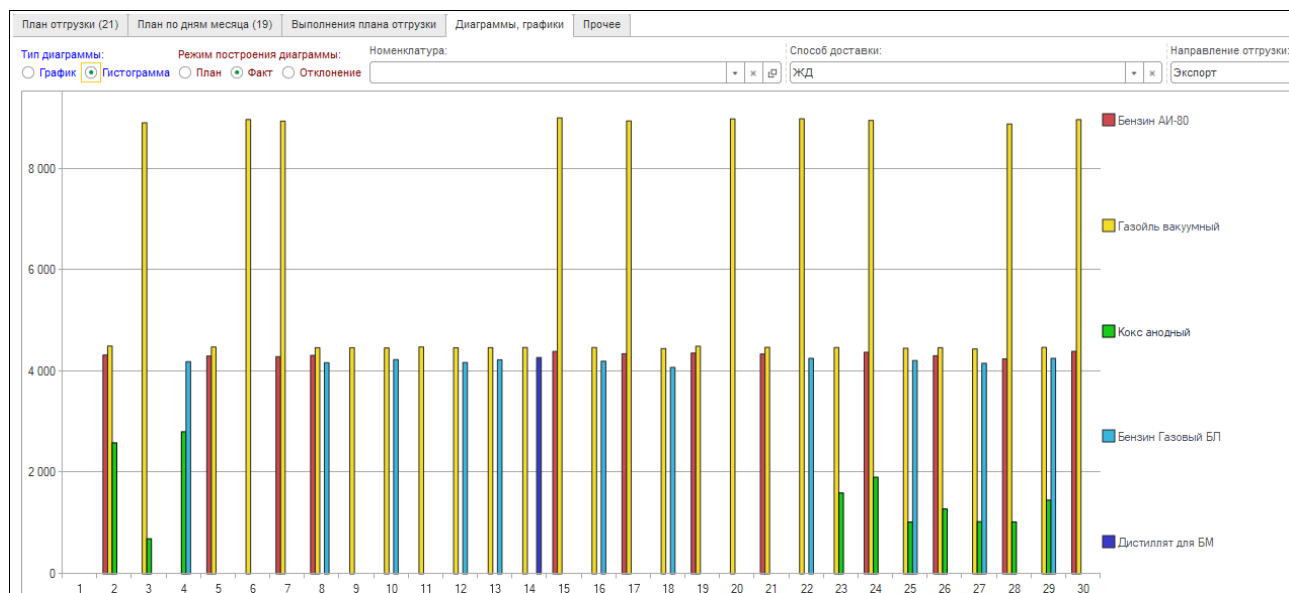 План отгрузки (21) План по дням месяца (19) Выполнения плана отгрузки Диаграммы, графики Прочее
Тип диаграммы: Режим построения диаграммы: Номенклатура: Способ доставки: Направление отгрузки:
График Гистограмма План Факт Отклонение ЖД Экспорт
Бензин АИ-80
8 000
Газойль вакуумный
6 000
Кокс анодный
4 000
Бензин Газовый БЛ
2 000
Дистиллят для БМ
0
1 2 3 4 5 6 7 8 9 10 11 12 13 14 15 16 17 18 19 20 21 22 23 24 25 26 27 28 29 30